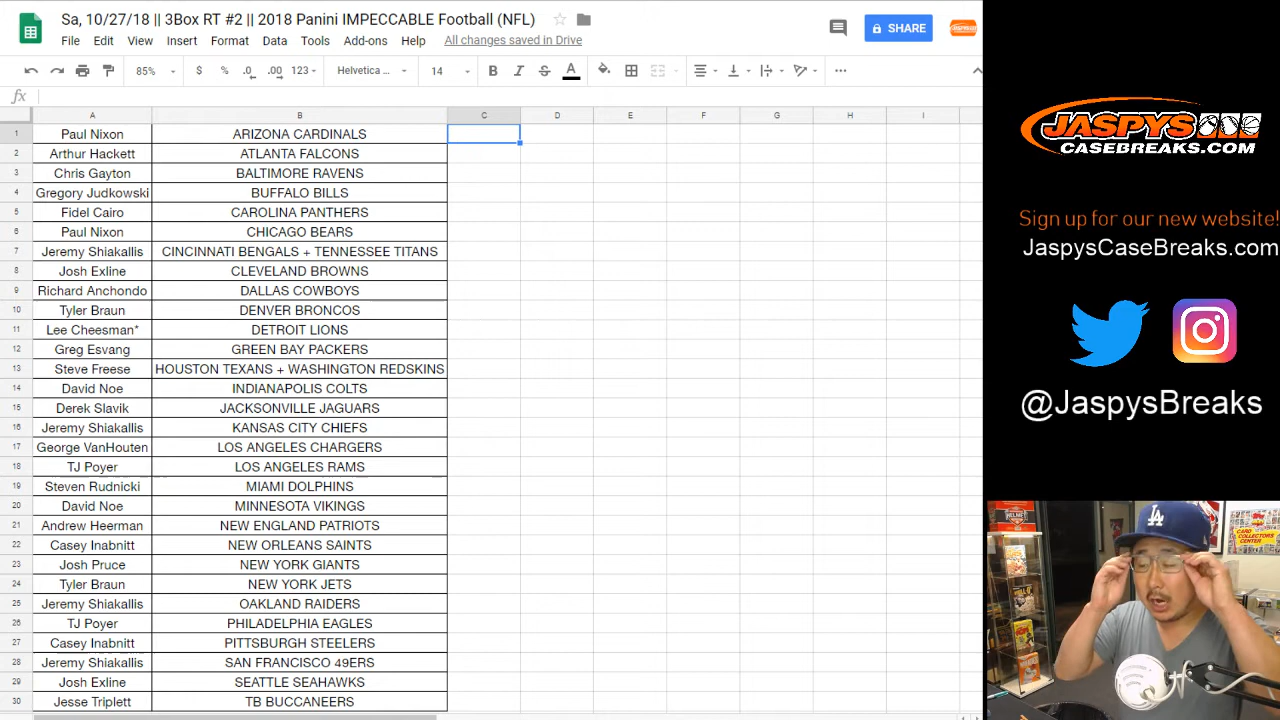 Sa, 10/27/18 || 3Box RT #2 || 2018 Panini IMPECCABLE Football (NFL)
File Edit View Insert Format Data Tools Add-ons Help All changes saved in Drive
SHARE
85% $ % .0 .00 123 Helvetica ... 14 B I S A
fx
A B C D E F G H I
1 Paul Nixon ARIZONA CARDINALS
2 Arthur Hackett ATLANTA FALCONS
3 Chris Gayton BALTIMORE RAVENS
4 Gregory Judkowski BUFFALO BILLS
5 Fidel Cairo CAROLINA PANTHERS
6 Paul Nixon CHICAGO BEARS
7 Jeremy Shiakallis CINCINNATI BENGALS + TENNESSEE TITANS
8 Josh Exline CLEVELAND BROWNS
9 Richard Anchondo DALLAS COWBOYS
10 Tyler Braun DENVER BRONCOS
11 Lee Cheesman* DETROIT LIONS
12 Greg Esvang GREEN BAY PACKERS
13 Steve Freese HOUSTON TEXANS + WASHINGTON REDSKINS
14 David Noe INDIANAPOLIS COLTS
15 Derek Slavik JACKSONVILLE JAGUARS
16 Jeremy Shiakallis KANSAS CITY CHIEFS
17 George VanHouten LOS ANGELES CHARGERS
18 TJ Poyer LOS ANGELES RAMS
19 Steven Rudnicki MIAMI DOLPHINS
20 David Noe MINNESOTA VIKINGS
21 Andrew Heerman NEW ENGLAND PATRIOTS
22 Casey Inabnitt NEW ORLEANS SAINTS
23 Josh Pruce NEW YORK GIANTS
24 Tyler Braun NEW YORK JETS
25 Jeremy Shiakallis OAKLAND RAIDERS
26 TJ Poyer PHILADELPHIA EAGLES
27 Casey Inabnitt PITTSBURGH STEELERS
28 Jeremy Shiakallis SAN FRANCISCO 49ERS
29 Josh Exline SEATTLE SEAHAWKS
30 Jesse Triplett TB BUCCANEERS
JASPYS
CASEBREAKS.COM
Sign up for our new website!
JaspysCaseBreaks.com
@JaspysBreaks
LA
CARD
COLLECTORS
CENTER